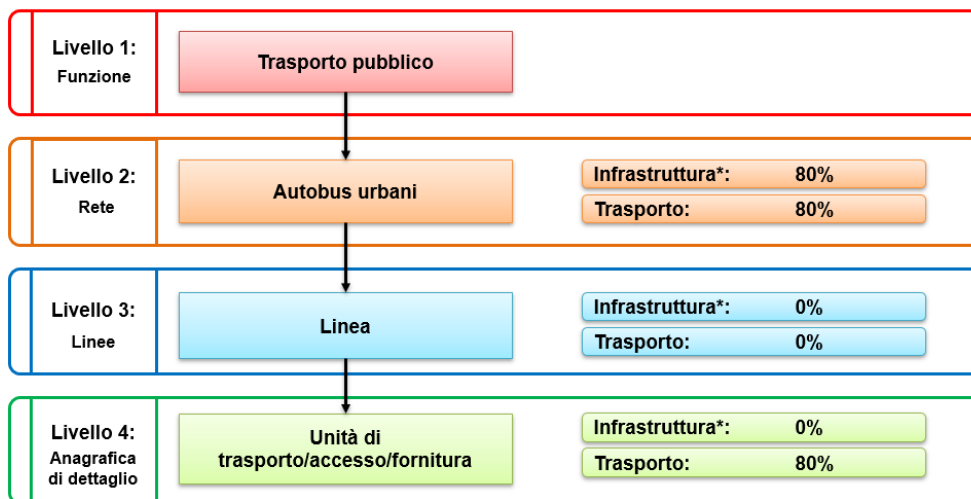 Livello 1:
Funzione
Trasporto pubblico
Livello 2:
Rete
Autobus urbani
Infrastruttura*: 80%
Trasporto: 80%
Livello 3:
Linee
Linea
Infrastruttura*: 0%
Trasporto: 0%
Livello 4:
Anagrafica
di dettaglio
Unità di
trasporto/accesso/fornitura
Infrastruttura*: 0%
Trasporto: 80%